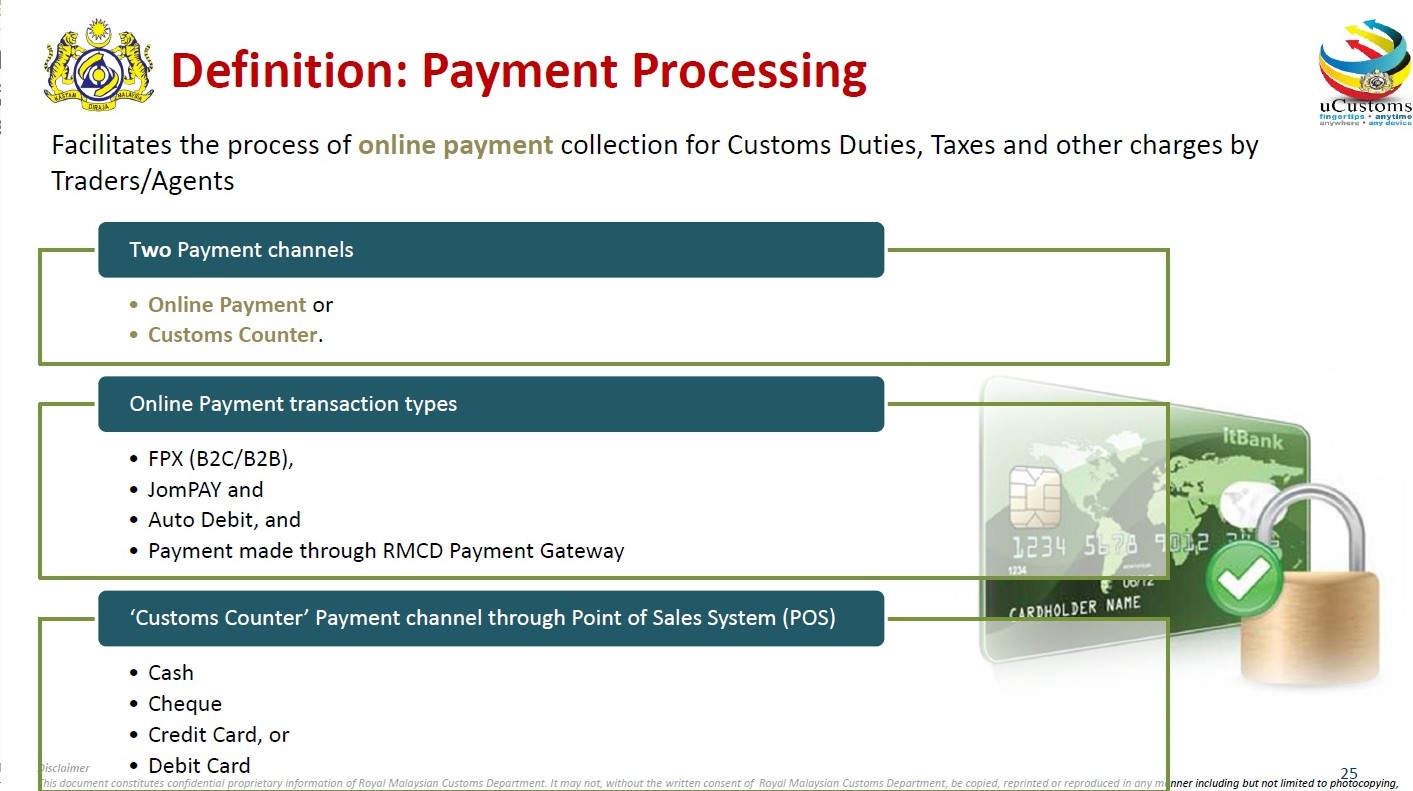 Definition: Payment Processing
uCustoms
fingertips • anytime
anywhere • any device
KASTAM DIRAJA MALAYSIA
Facilitates the process of online payment collection for Customs Duties, Taxes and other charges by
Traders/Agents
Two Payment channels
• Online Payment or
• Customs Counter.
Online Payment transaction types
• FPX (B2C/B2B),
• JomPAY and
• Auto Debit, and
• Payment made through RMCD Payment Gateway
itBank
1234 5678 9012
1234
06/12
CARDHOLDER NAME
‘Customs Counter’ Payment channel through Point of Sales System (POS)
• Cash
• Cheque
• Credit Card, or
• Debit Card
Disclaimer
25
This document constitutes confidential proprietary information of Royal Malaysian Customs Department. It may not, without the written consent of Royal Malaysian Customs Department, be copied, reprinted or reproduced in any manner including but not limited to photocopying,